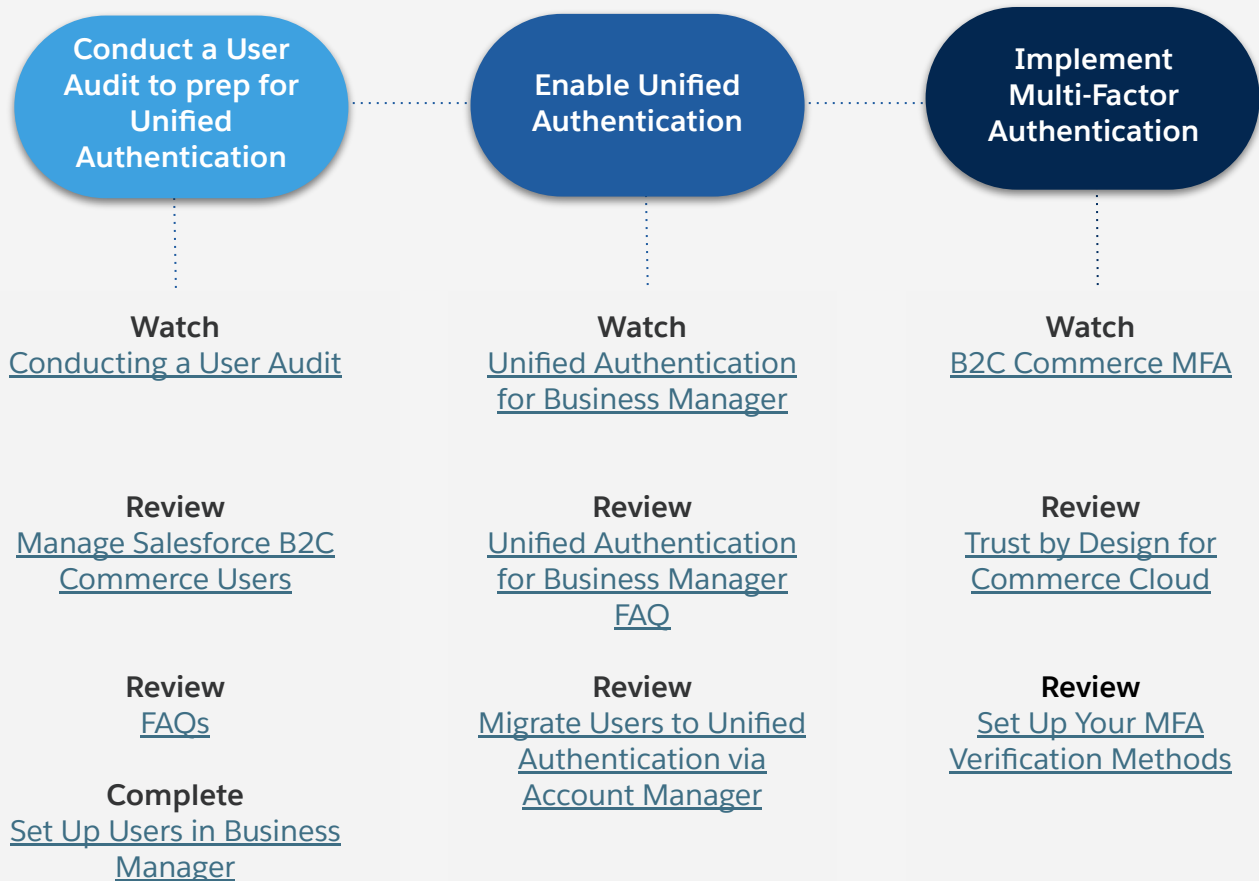 Conduct a User
Audit to prep for
Unified
Authentication
Enable Unified
Authentication
Implement
Multi-Factor
Authentication
Watch
Conducting a User Audit
Review
Manage Salesforce B2C
Commerce Users
Review
FAQs
Complete
Set Up Users in Business
Manager
Watch
Unified Authentication
for Business Manager
Review
Unified Authentication
for Business Manager
FAQ
Review
Migrate Users to Unified
Authentication via
Account Manager
Watch
B2C Commerce MFA
Review
Trust by Design for
Commerce Cloud
Review
Set Up Your MFA
Verification Methods